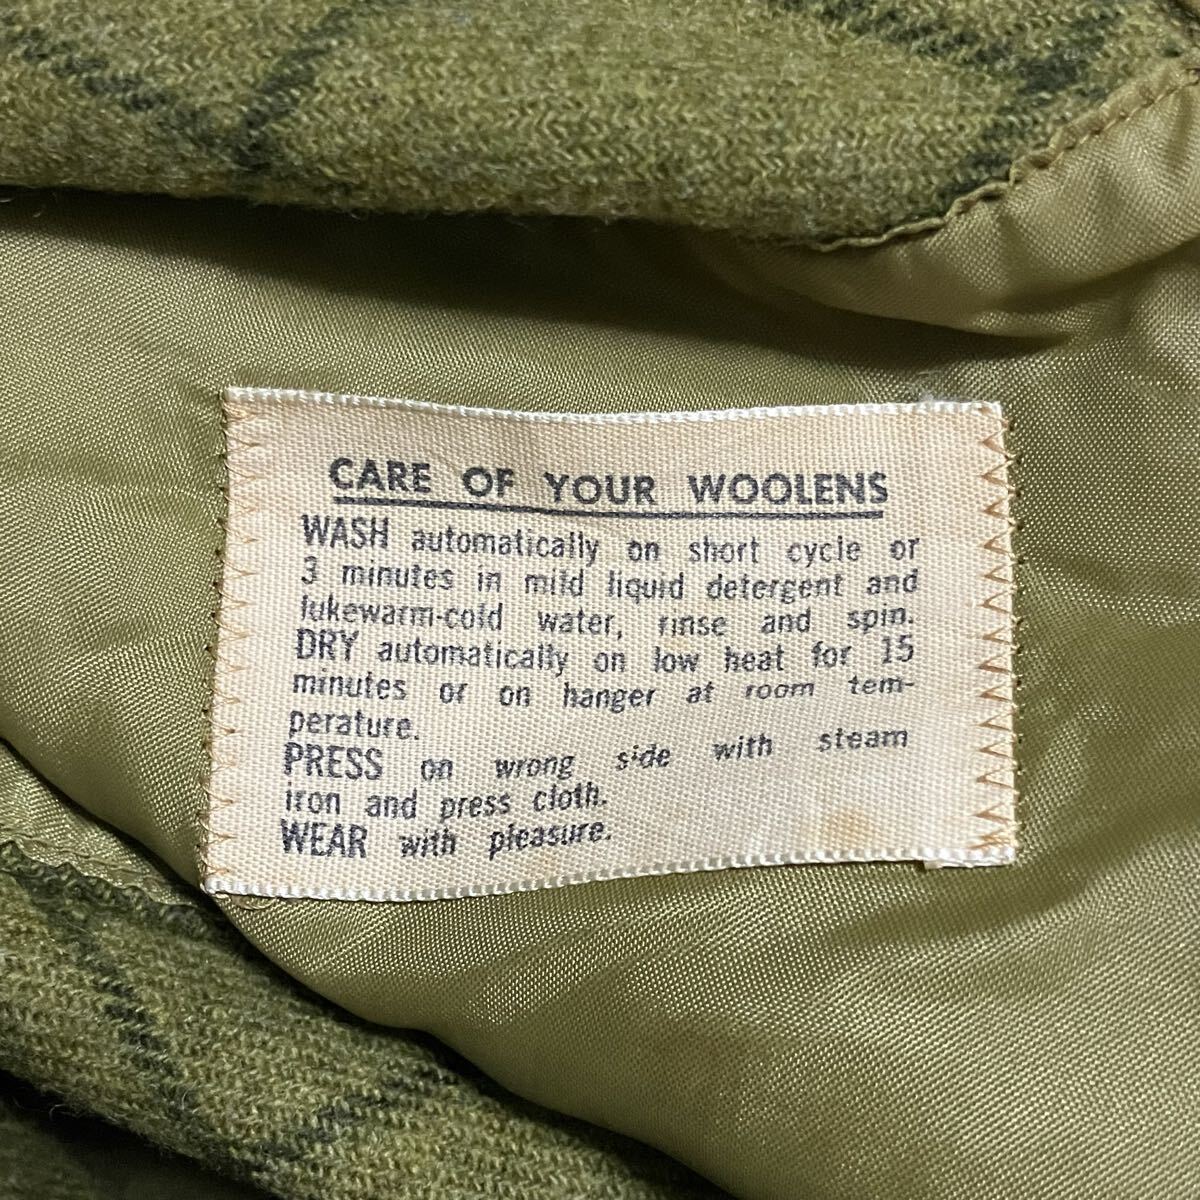 CARE OF YOUR WOOLENS
WASH automatically on short cycle or
3 minutes in mild liquid detergent and
lukewarm-cold water, rinse and spin.
DRY automatically on low heat for 15
minutes or on hanger at room tem-
perature.
PRESS on wrong side with steam
iron and press cloth.
WEAR with pleasure.